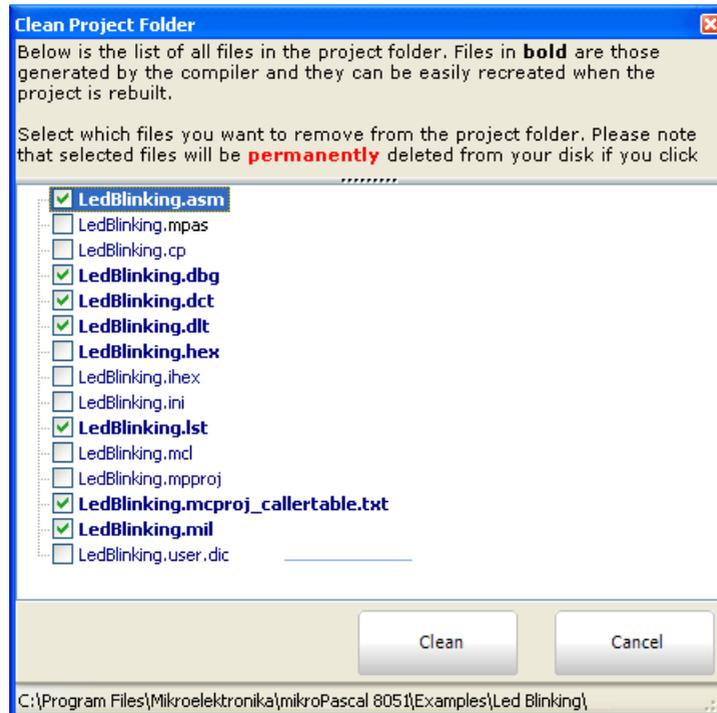 Clean Project Folder
Below is the list of all files in the project folder. Files in bold are those
generated by the compiler and they can be easily recreated when the
project is rebuilt.
Select which files you want to remove from the project folder. Please note
that selected files will be permanently deleted from your disk if you click
LedBlinking.asm
LedBlinking.mpas
LedBlinking.cp
LedBlinking.dbg
LedBlinking.dct
LedBlinking.dlt
LedBlinking.hex
LedBlinking.ihex
LedBlinking.ini
LedBlinking.lst
LedBlinking.mcl
LedBlinking.mpproj
LedBlinking.mcproj_callertable.txt
LedBlinking.mil
LedBlinking.user.dic
Clean Cancel
C:\Program Files\Mikroelektronika\mikroPascal 8051\Examples\Led Blinking\